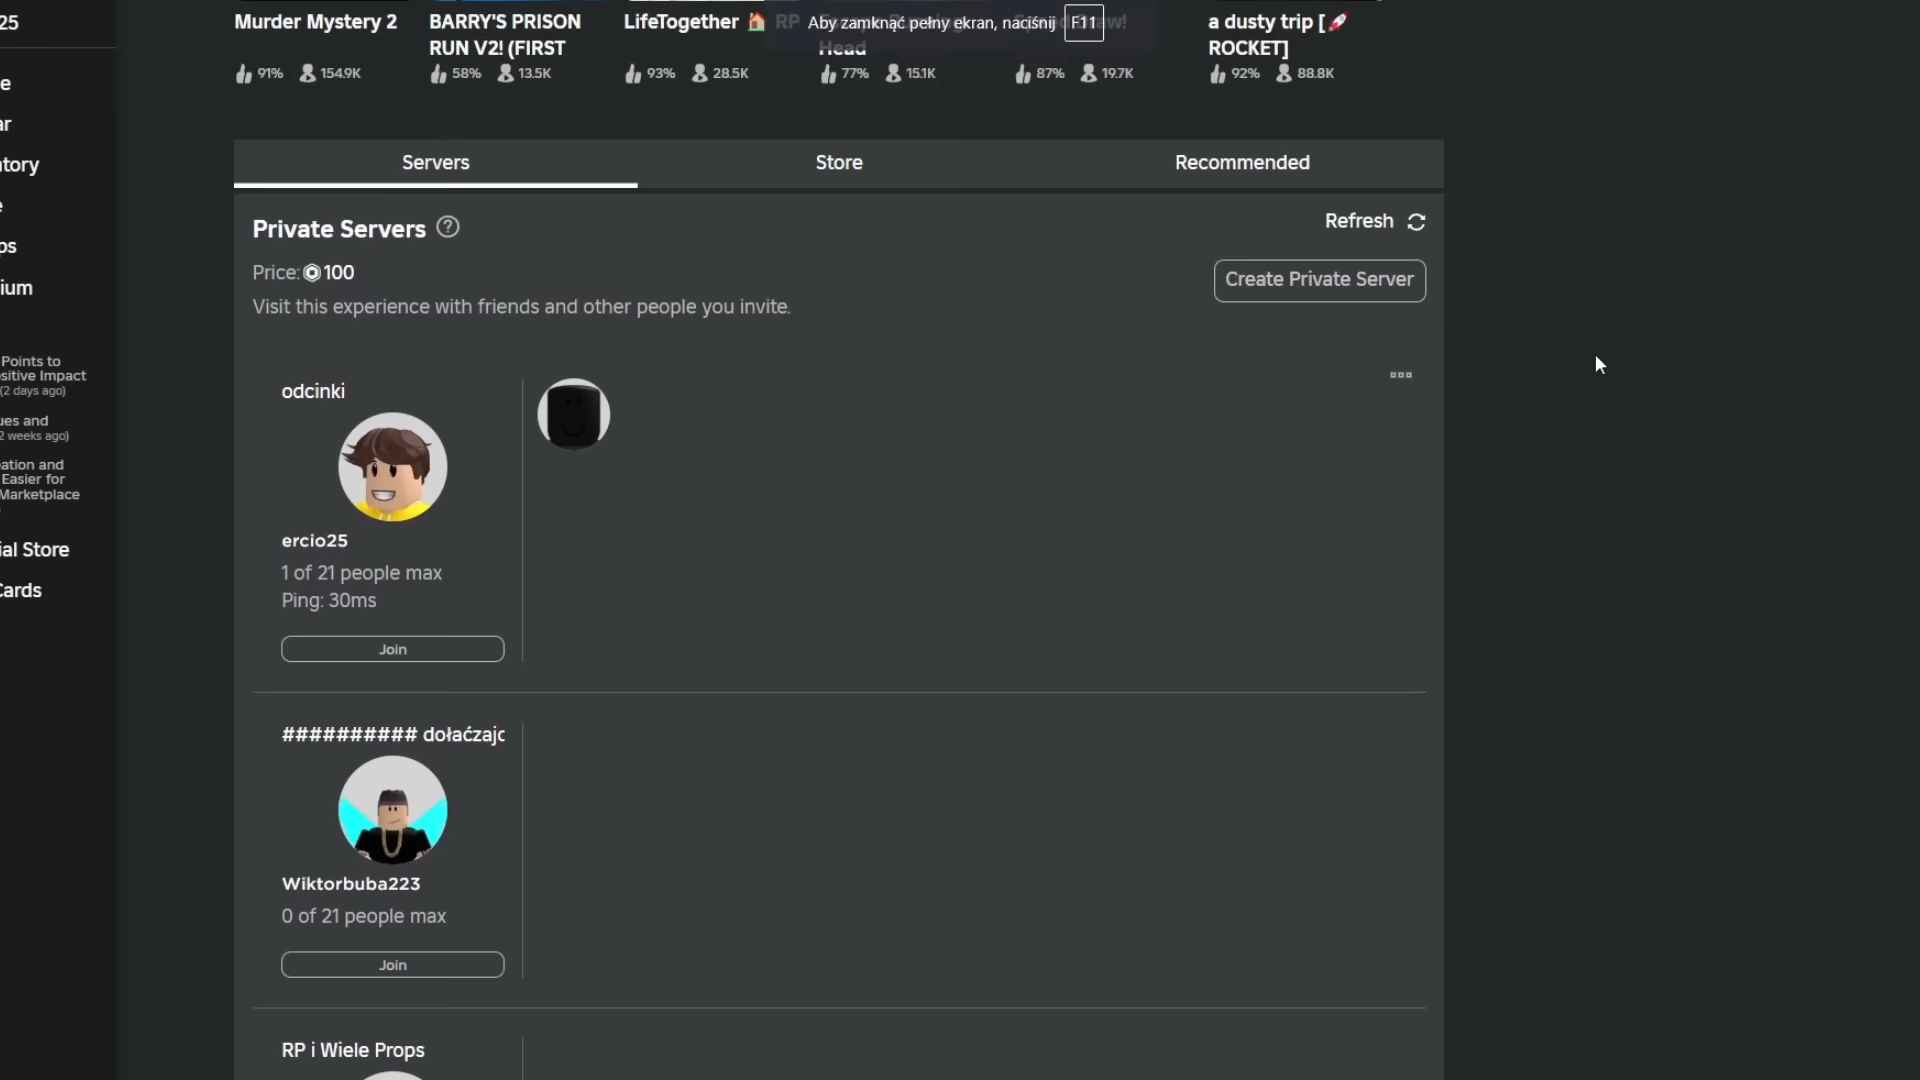 25
Murder Mystery 2
BARRY'S PRISON
RUN V2! (FIRST
LifeTogether 🏠 RP
Aby zamknąć pełny ekran, naciśnij F11
Head
a dusty trip [🚀
ROCKET]
91% 154.9K
58% 13.5K
93% 28.5K
77% 15.1K
87% 19.7K
92% 88.8K
e
ar
tory
e
ps
ium
Points to
sitive Impact
(2 days ago)
ues and
2 weeks ago)
eation and
Easier for
Marketplace
ial Store
Cards
Servers
Store
Recommended
Private Servers ?
Refresh
Price: 100
Create Private Server
Visit this experience with friends and other people you invite.
odcinki
ercio25
1 of 21 people max
Ping: 30ms
Join
########## dołaćzajc
Wiktorbuba223
0 of 21 people max
Join
RP i Wiele Props